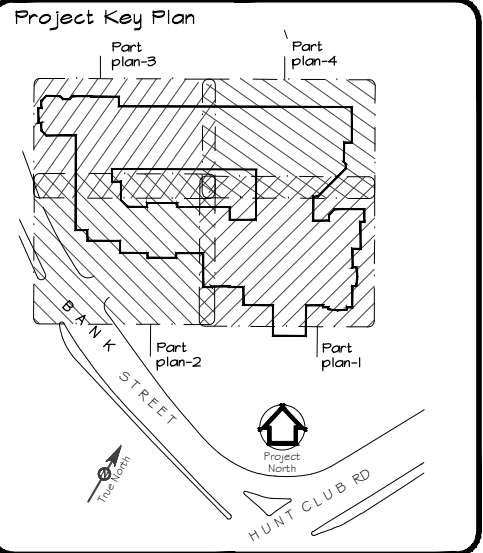 Project Key Plan
Part
plan-3
Part
plan-4
BANK
STREET
Part
plan-2
Part
plan-1
Project
North
N
True North
HUNT CLUB RD